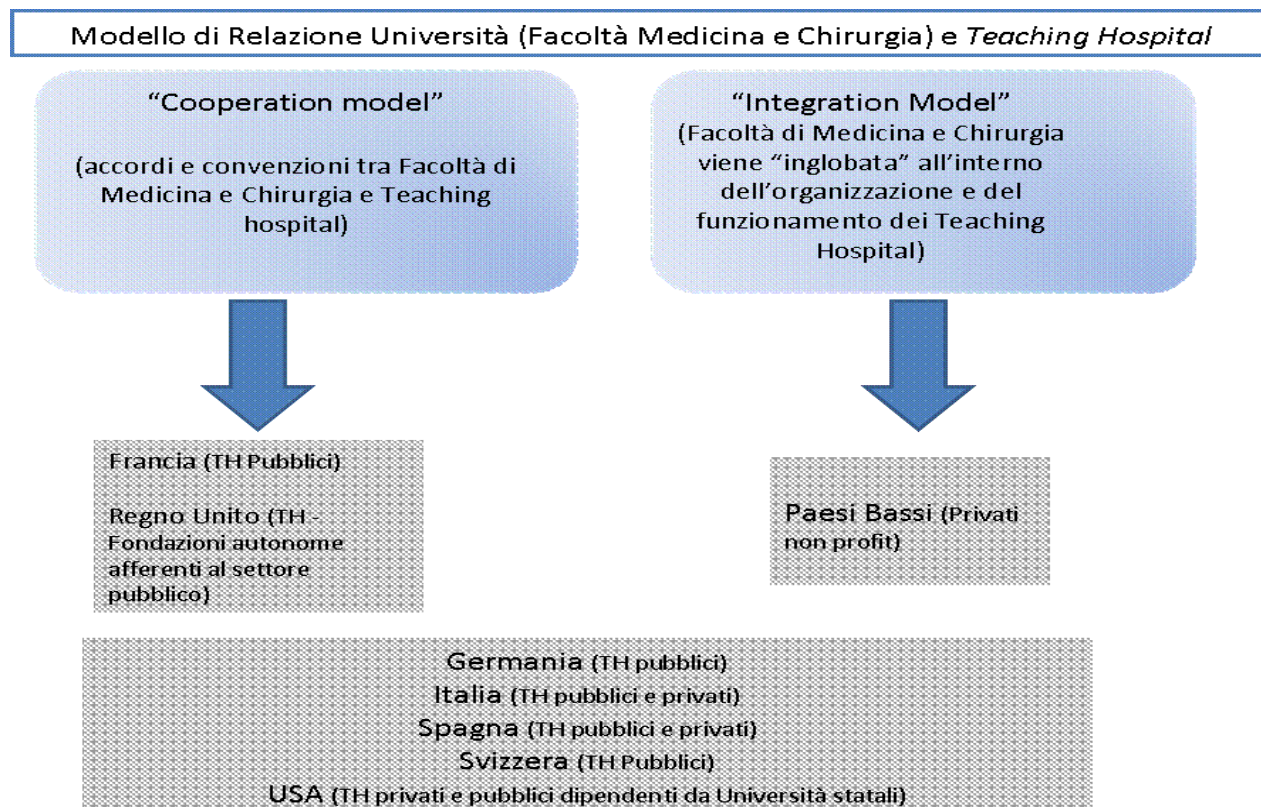 Modello di Relazione Università (Facoltà Medicina e Chirurgia) e Teaching Hospital
“Cooperation model”
(accordi e convenzioni tra Facoltà di
Medicina e Chirurgia e Teaching
hospital)
“Integration Model”
(Facoltà di Medicina e Chirurgia
viene “inglobata” all’interno
dell’organizzazione e del
funzionamento dei Teaching
Hospital)
Francia (TH Pubblici)
Regno Unito (TH -
Fondazioni autonome
afferenti al settore
pubblico)
Paesi Bassi (Privati
non profit)
Germania (TH pubblici)
Italia (TH pubblici e privati)
Spagna (TH pubblici e privati)
Svizzera (TH Pubblici)
USA (TH privati e pubblici dipendenti da Università statali)